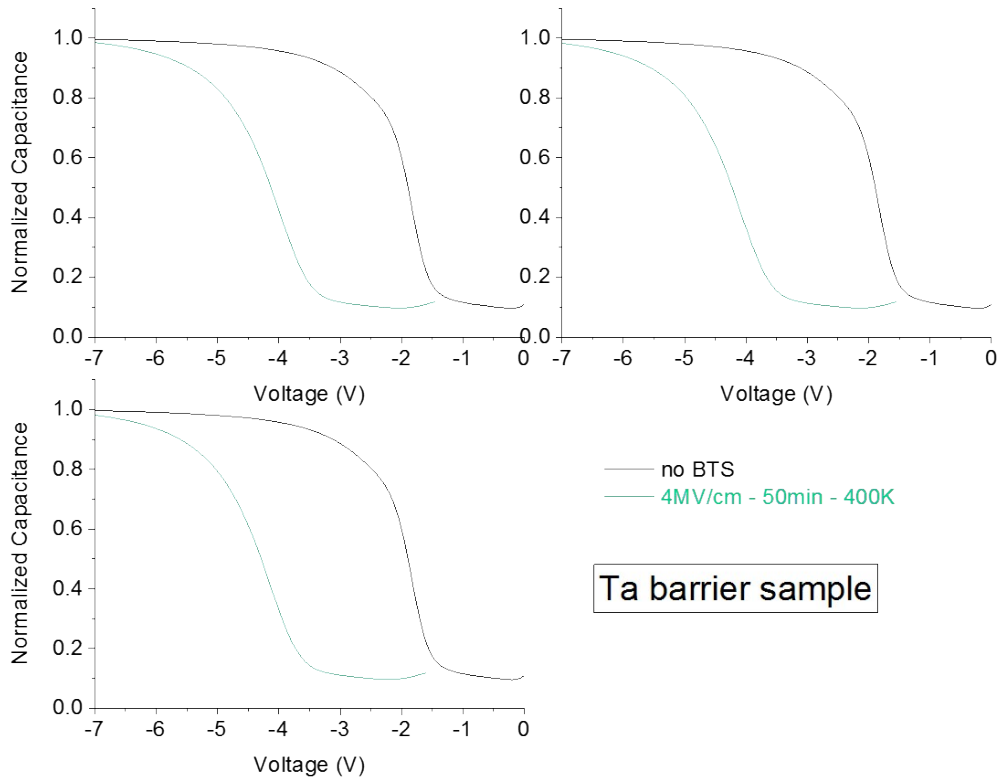 1.0
0.8
0.6
0.4
0.2
0.0
Normalized Capacitance
-7 -6 -5 -4 -3 -2 -1 0
Voltage (V)
1.0
0.8
0.6
0.4
0.2
0.0
-7 -6 -5 -4 -3 -2 -1 0
Voltage (V)
1.0
0.8
0.6
0.4
0.2
0.0
Normalized Capacitance
-7 -6 -5 -4 -3 -2 -1 0
Voltage (V)
no BTS
4MV/cm - 50min - 400K
Ta barrier sample